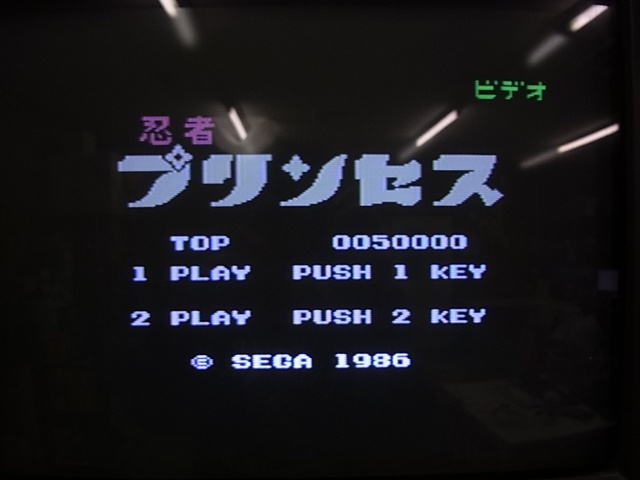 ビデオ
忍者
プリンセス
TOP 0050000
1 PLAY PUSH 1 KEY
2 PLAY PUSH 2 KEY
© SEGA 1986